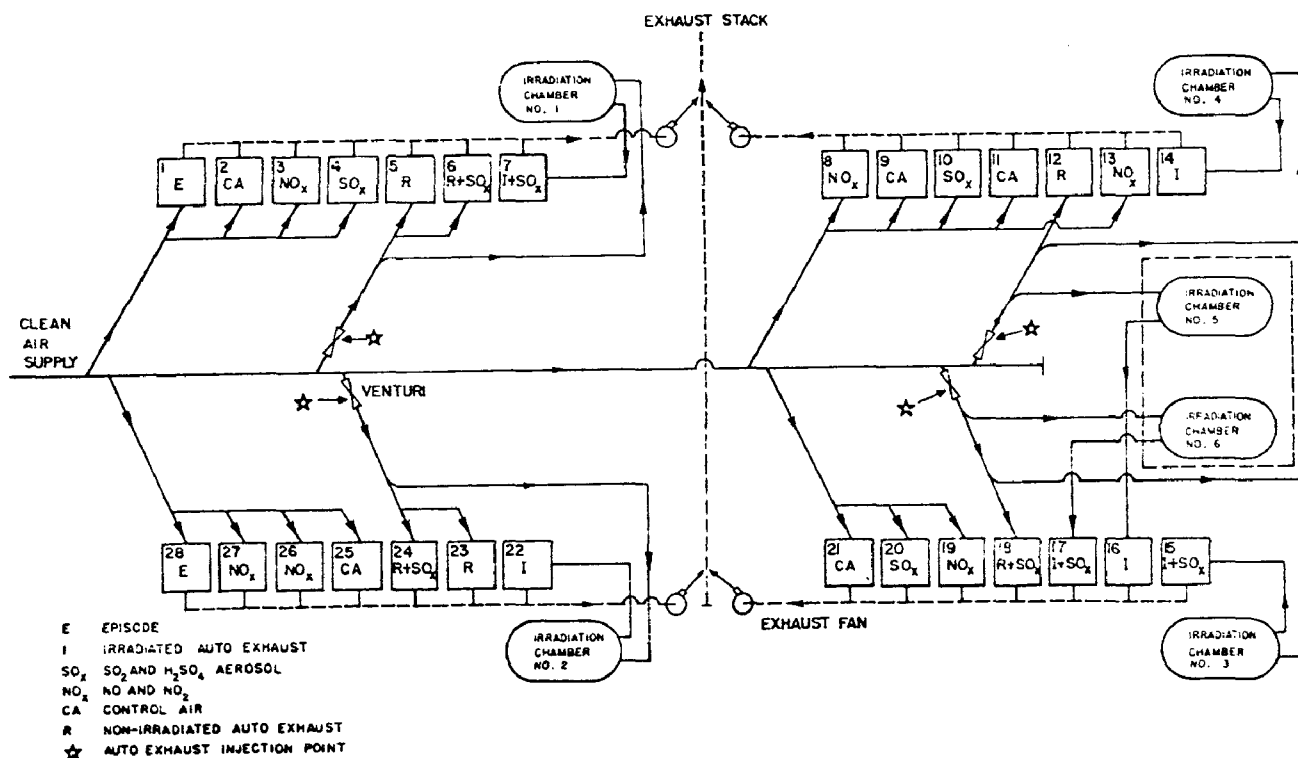 EXHAUST STACK
IRRADIATION
CHAMBER
NO. 1
IRRADIATION
CHAMBER
NO. 4
1
E
2
CA
3
NOx
4
SOx
5
R
6
R+SOx
7
I+SOx
8
NOx
9
CA
10
SOx
11
CA
12
R
13
NOx
14
I
CLEAN
AIR
SUPPLY
VENTURI
IRRADIATION
CHAMBER
NO. 5
IRRADIATION
CHAMBER
NO. 6
28
E
27
NOx
26
NOx
25
CA
24
R+SOx
23
R
22
I
21
CA
20
SOx
19
NOx
18
R+SOx
17
I+SOx
16
I
15
I+SOx
EXHAUST FAN
IRRADIATION
CHAMBER
NO. 2
IRRADIATION
CHAMBER
NO. 3
E EPISODE
I IRRADIATED AUTO EXHAUST
SOx SO2 AND H2SO4 AEROSOL
NOx NO AND NO2
CA CONTROL AIR
R NON-IRRADIATED AUTO EXHAUST
☆ AUTO EXHAUST INJECTION POINT